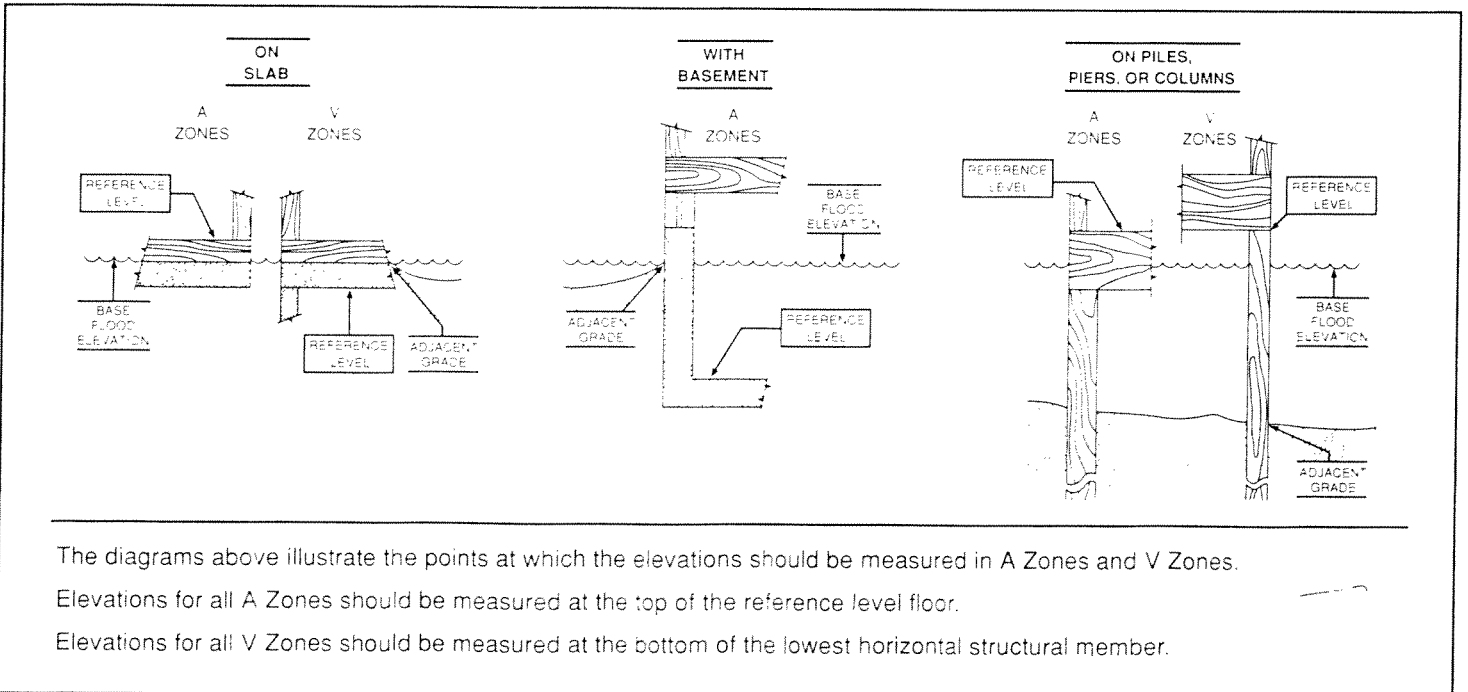 ON
SLAB
A
ZONES
V
ZONES
REFERENCE
LEVEL
BASE
FLOOD
ELEVATION
REFERENCE
LEVEL
ADJACENT
GRADE
WITH
BASEMENT
A
ZONES
BASE
FLOOD
ELEVATION
ADJACENT
GRADE
REFERENCE
LEVEL
ON PILES,
PIERS, OR COLUMNS
A
ZONES
V
ZONES
REFERENCE
LEVEL
REFERENCE
LEVEL
BASE
FLOOD
ELEVATION
ADJACENT
GRADE
The diagrams above illustrate the points at which the elevations should be measured in A Zones and V Zones.
Elevations for all A Zones should be measured at the top of the reference level floor.
Elevations for all V Zones should be measured at the bottom of the lowest horizontal structural member.